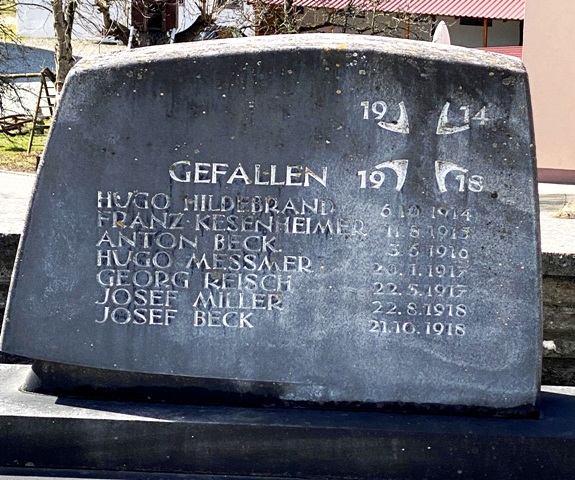 19 14
GEFALLEN 19 18
HUGO HILDEBRAND 6.10.1914
FRANZ KESENHEIMER 11.8.1915
ANTON BECK 3.6.1916
HUGO MESSMER 20.1.1917
GEORG REISCH 22.5.1917
JOSEF MILLER 22.8.1918
JOSEF BECK 21.10.1918